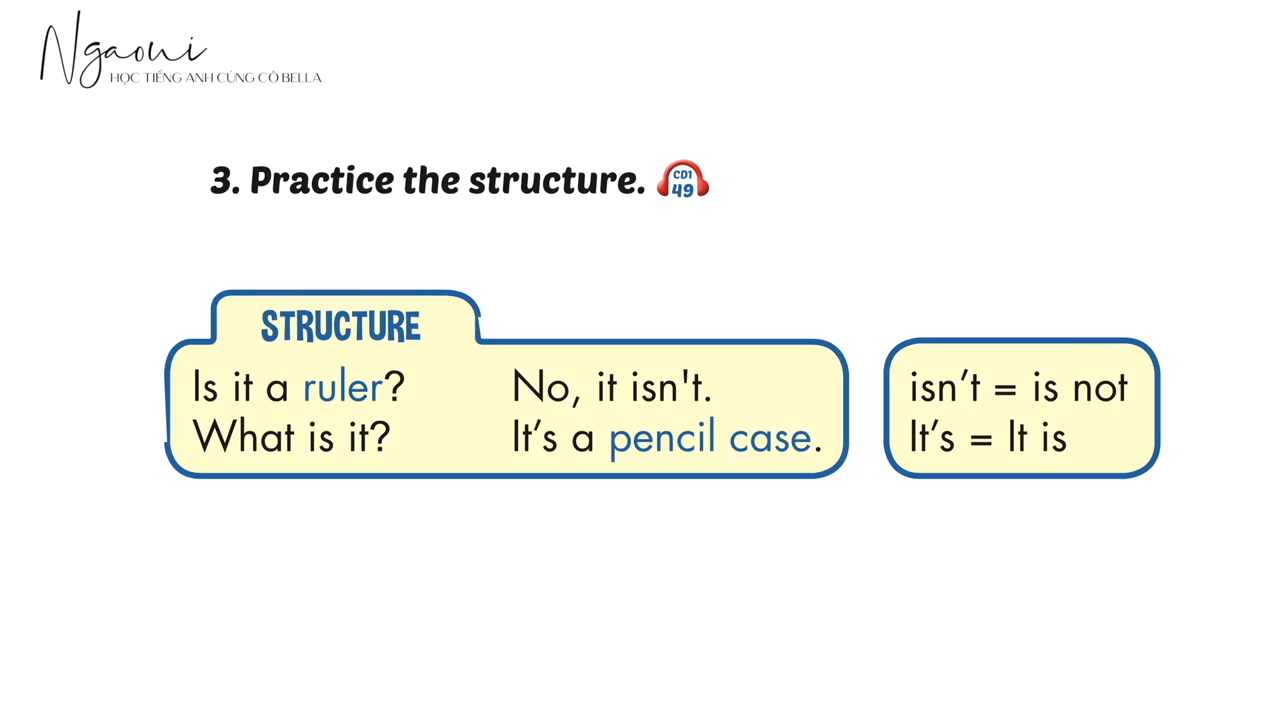 Ngaoni
HỌC TIẾNG ANH CÙNG CÔ BELLA
3. Practice the structure.
CD1
49
STRUCTURE
Is it a ruler? No, it isn't.
What is it? It’s a pencil case.
isn’t = is not
It’s = It is